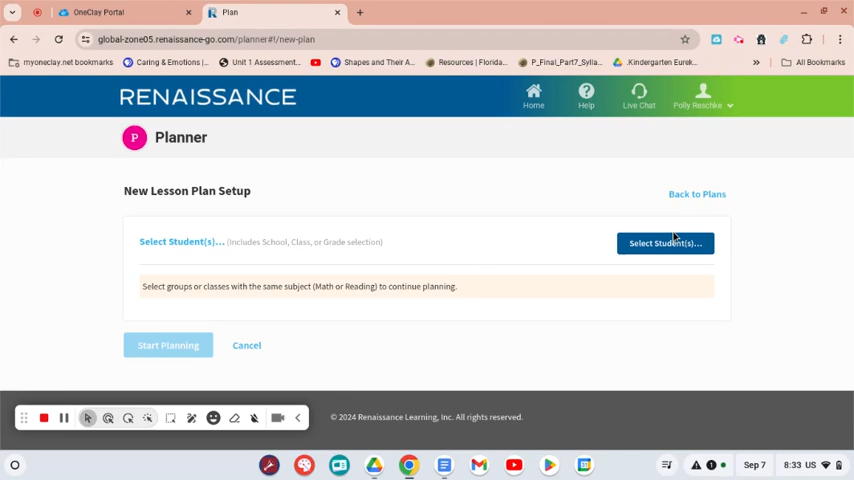 OneClay Portal
Plan
global-zone05.renaissance-go.com/planner#!/new-plan
myoneclay.net bookmarks
Caring & Emotions |...
Unit 1 Assessment...
Shapes and Their A...
Resources | Florida...
P_Final_Part7_Sylla...
.Kindergarten Eurek...
All Bookmarks
RENAISSANCE
Home
Help
Live Chat
Polly Reschke
P
Planner
New Lesson Plan Setup
Back to Plans
Select Student(s)... (Includes School, Class, or Grade selection)
Select Student(s)...
Select groups or classes with the same subject (Math or Reading) to continue planning.
Start Planning
Cancel
© 2024 Renaissance Learning, Inc. All rights reserved.
1
Sep 7
8:33 US